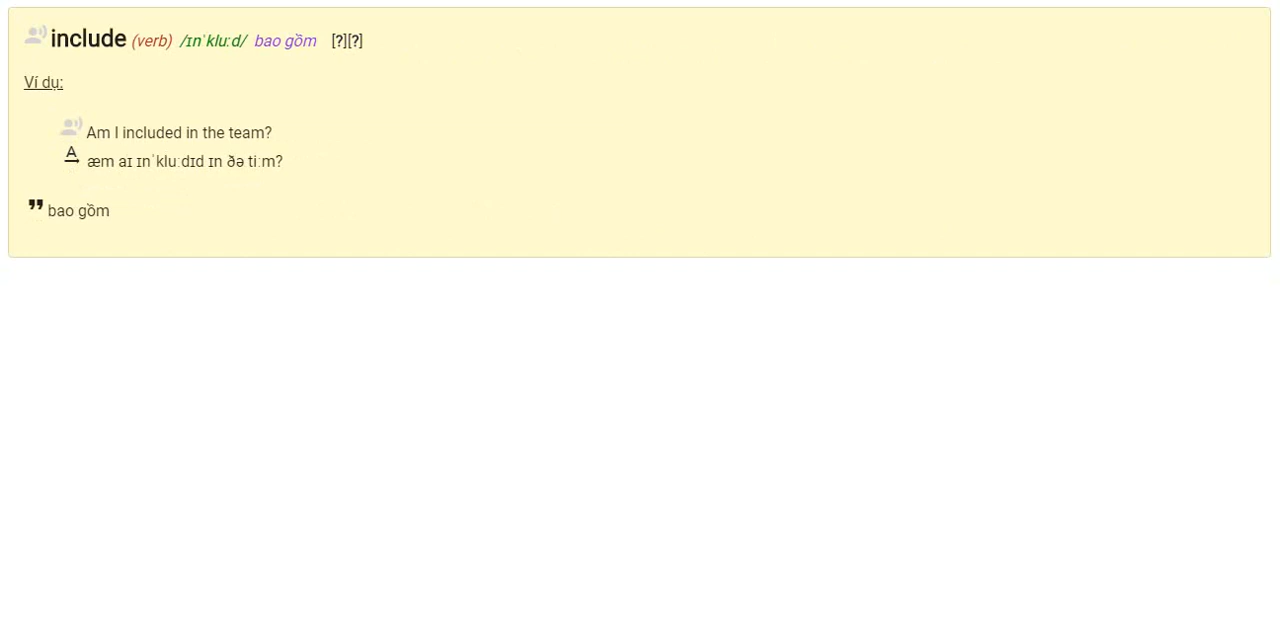 include (verb) /ɪnˈkluːd/ bao gồm [?][?]
Ví dụ:
Am I included in the team?
æm aɪ ɪnˈkluːdɪd ɪn ðə tiːm?
bao gồm